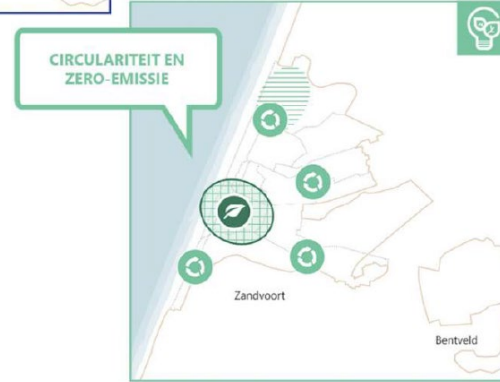 CIRCULARITEIT EN
ZERO-EMISSIE
Zandvoort
Bentveld